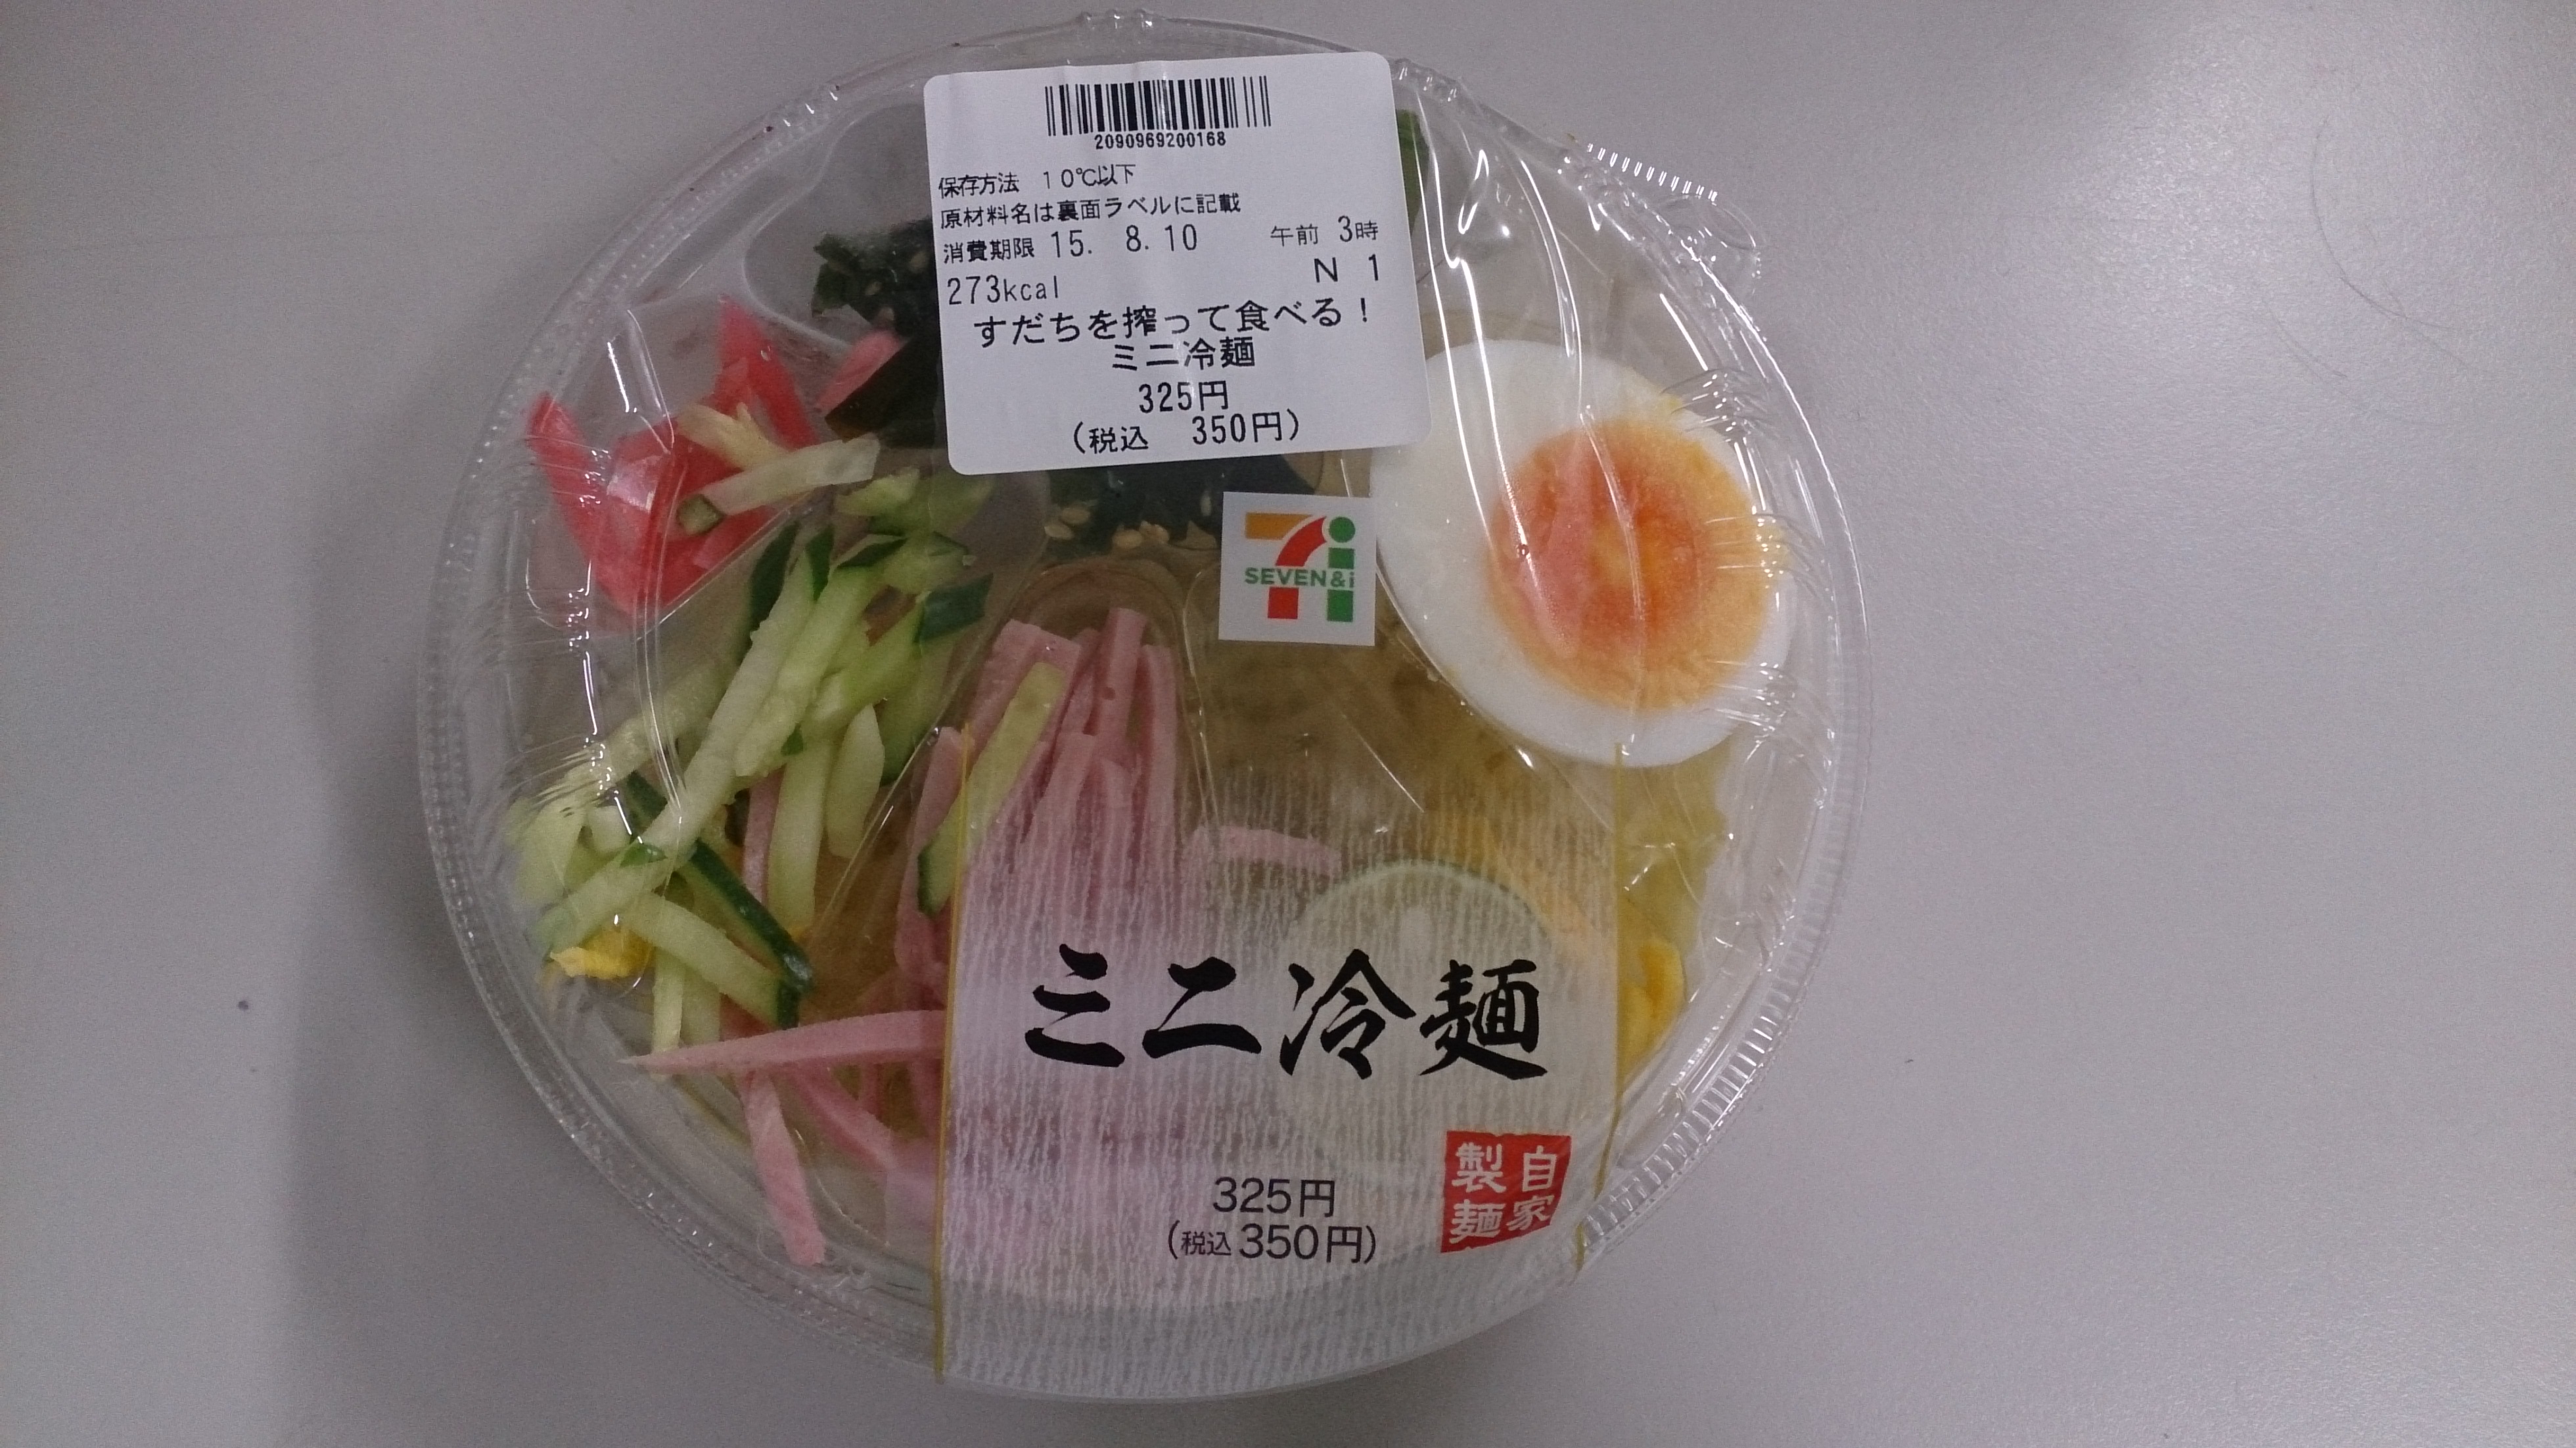 2090969200168
保存方法 10℃以下
原材料名は裏面ラベルに記載
消費期限 15. 8.10 午前 3時
273kcal N 1
すだちを搾って食べる！
ミニ冷麺
325円
(税込 350円)
SEVEN&i
ミニ冷麺
325円
(税込350円)
自家
製麺